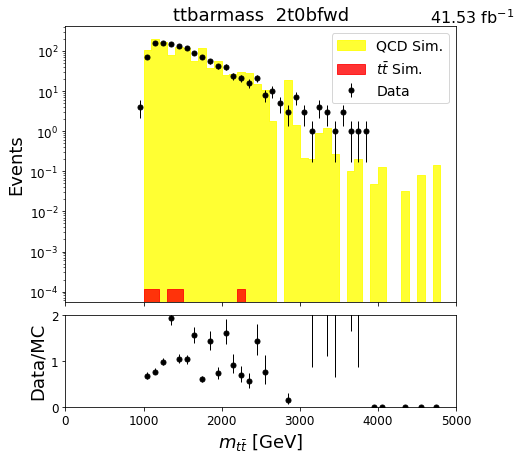 ttbarmass 2t0bfwd
41.53 fb⁻¹
QCD Sim.
tt̄ Sim.
Data
Events
10²
10¹
10⁰
10⁻¹
10⁻²
10⁻³
10⁻⁴
Data/MC
2
1
0
0 1000 2000 3000 4000 5000
m_tt̄ [GeV]